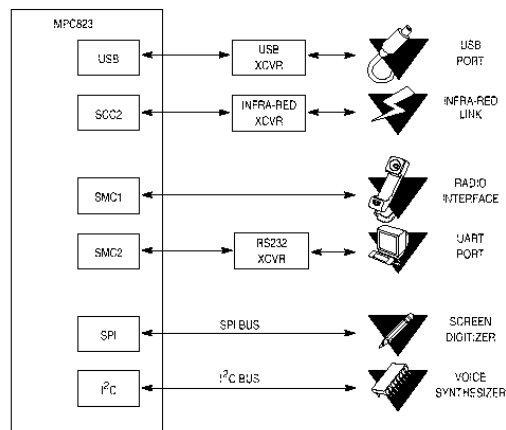 MPC823
USB
USB
XCVR
USB
PORT
SCC2
INFRA-RED
XCVR
INFRA-RED
LINK
SMC1
RADIO
INTERFACE
SMC2
RS232
XCVR
UART
PORT
SPI
SPI BUS
SCREEN
DIGITIZER
I²C
I²C BUS
VOICE
SYNTHESIZER